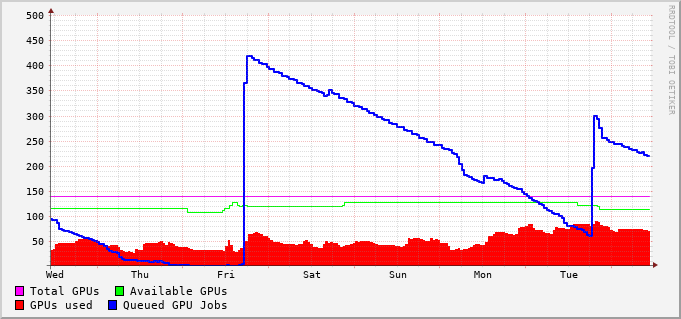 500
450
400
350
300
250
200
150
100
50
Wed Thu Fri Sat Sun Mon Tue
Total GPUs Available GPUs
GPUs used Queued GPU Jobs
RRDTOOL / TOBI OETIKER